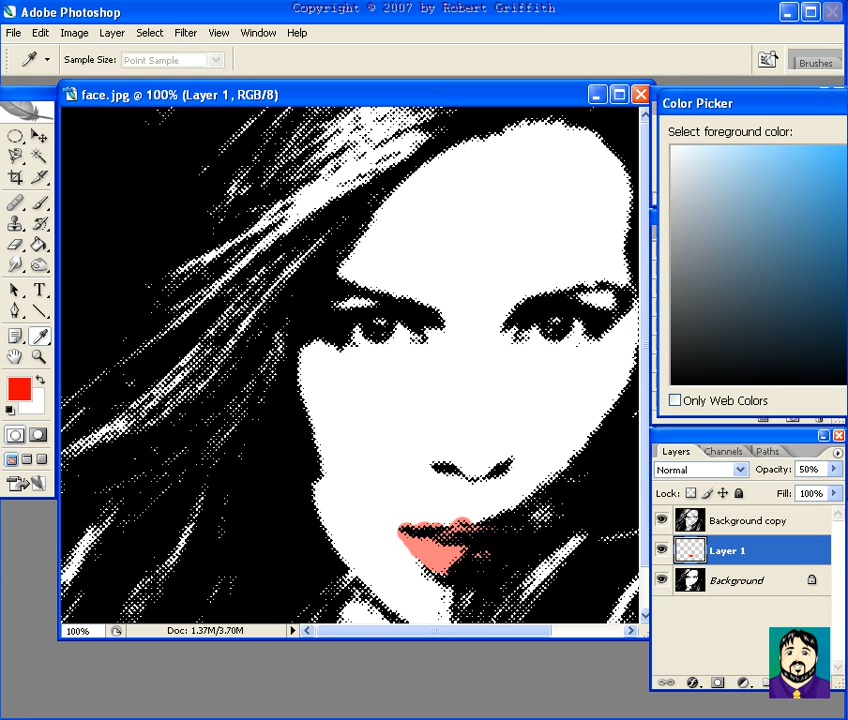 Adobe Photoshop
Copyright © 2007 by Robert Griffith
File Edit Image Layer Select Filter View Window Help
Sample Size: Point Sample
Brushes
face.jpg @ 100% (Layer 1, RGB/8)
Color Picker
Select foreground color:
Only Web Colors
Layers Channels Paths
Normal Opacity: 50%
Lock: Fill: 100%
Background copy
Layer 1
Background
100% Doc: 1.37M/3.70M